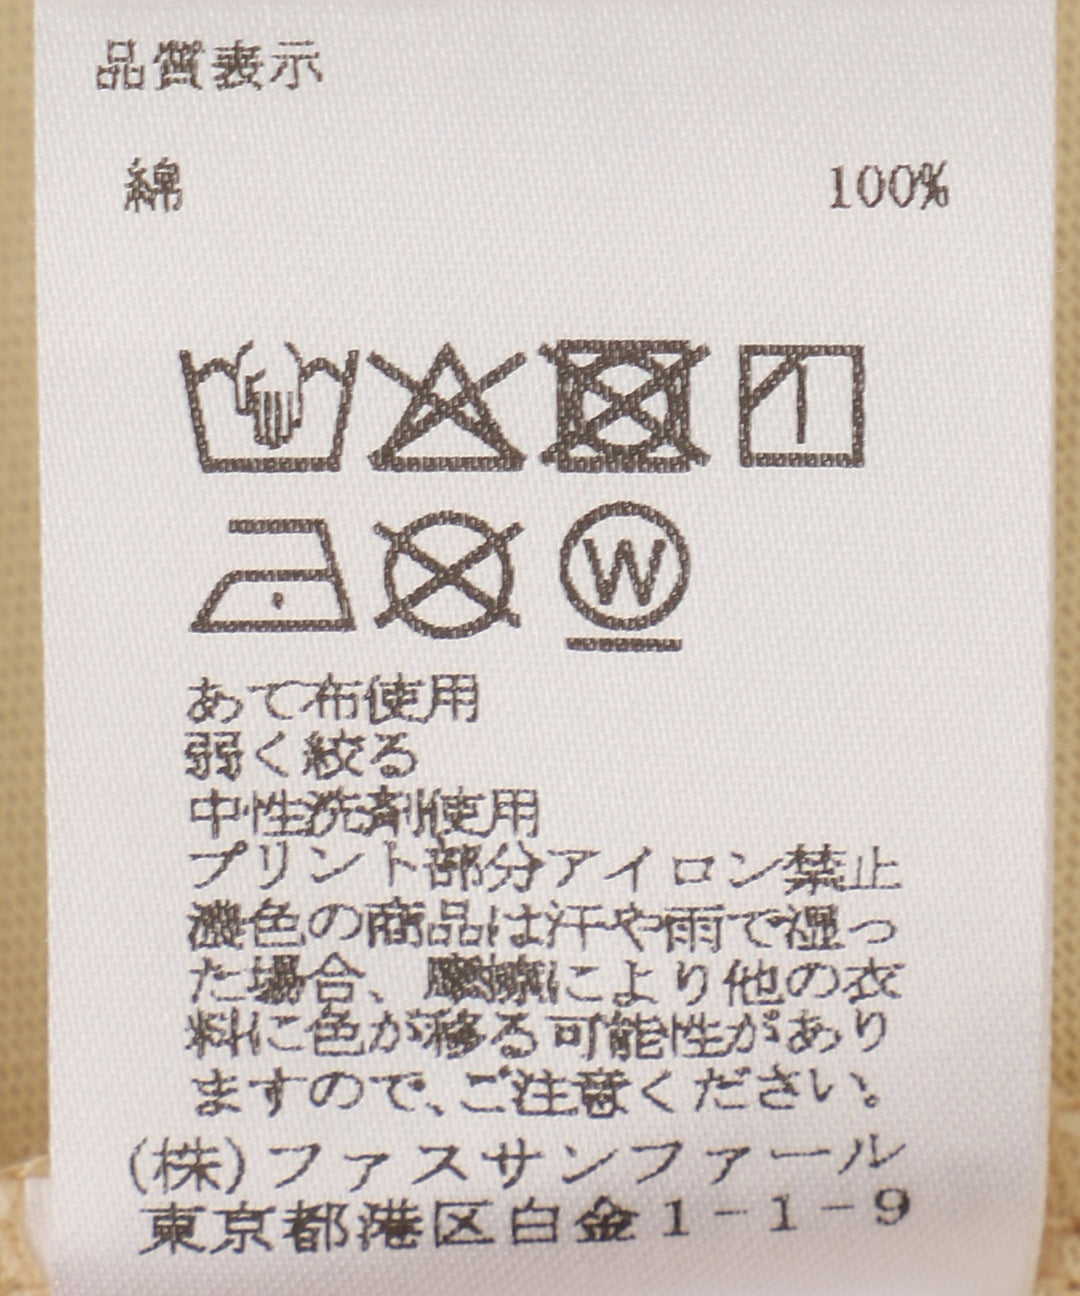 品質表示
綿 100%
W
あて布使用
弱く絞る
中性洗剤使用
プリント部分アイロン禁止
濃色の商品は汗や雨で湿っ
た場合、摩擦により他の衣
料に色が移る可能性があり
ますので、ご注意ください。
(株)ファスサンファール
東京都港区白金1-1-9